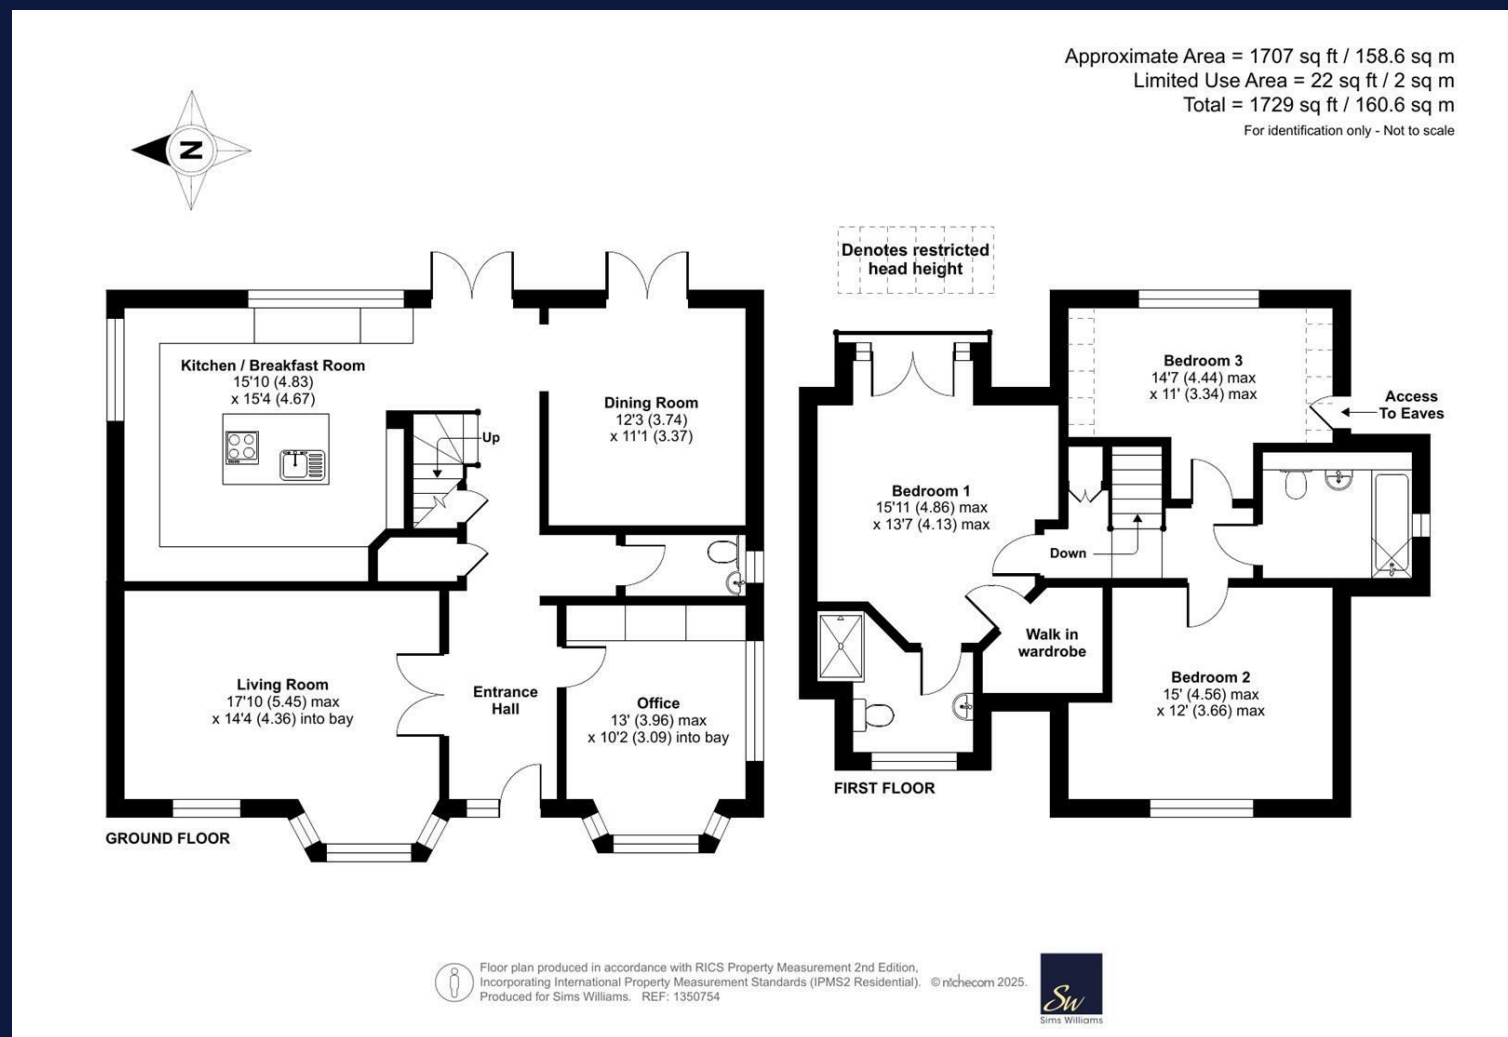 Approximate Area = 1707 sq ft / 158.6 sq m
Limited Use Area = 22 sq ft / 2 sq m
Total = 1729 sq ft / 160.6 sq m
For identification only - Not to scale
N
Denotes restricted
head height
Kitchen / Breakfast Room
15'10 (4.83)
x 15'4 (4.67)
Up
Dining Room
12'3 (3.74)
x 11'1 (3.37)
Living Room
17'10 (5.45) max
x 14'4 (4.36) into bay
Entrance
Hall
Office
13' (3.96) max
x 10'2 (3.09) into bay
GROUND FLOOR
Bedroom 3
14'7 (4.44) max
x 11' (3.34) max
Access
To Eaves
Bedroom 1
15'11 (4.86) max
x 13'7 (4.13) max
Down
Walk in
wardrobe
Bedroom 2
15' (4.56) max
x 12' (3.66) max
FIRST FLOOR
Floor plan produced in accordance with RICS Property Measurement 2nd Edition,
Incorporating International Property Measurement Standards (IPMS2 Residential). © nichecom 2025.
Produced for Sims Williams. REF: 1350754
Sw
Sims Williams